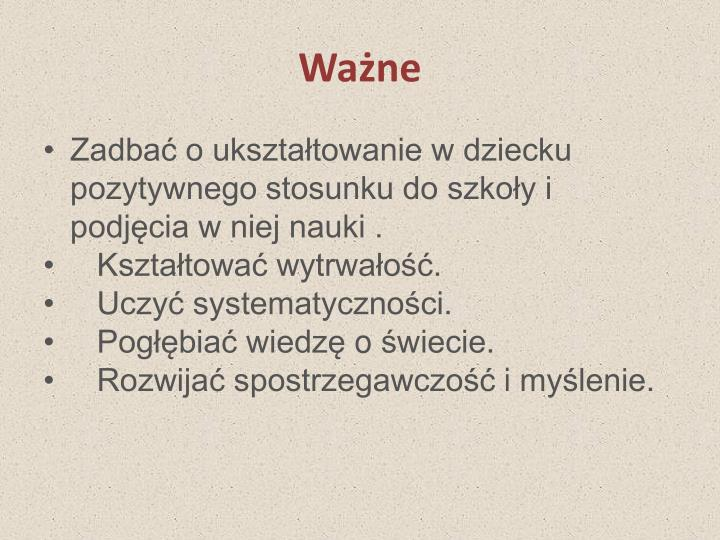 Ważne
• Zadbać o ukształtowanie w dziecku
pozytywnego stosunku do szkoły i
podjęcia w niej nauki .
• Kształtować wytrwałość.
• Uczyć systematyczności.
• Pogłębiać wiedzę o świecie.
• Rozwijać spostrzegawczość i myślenie.